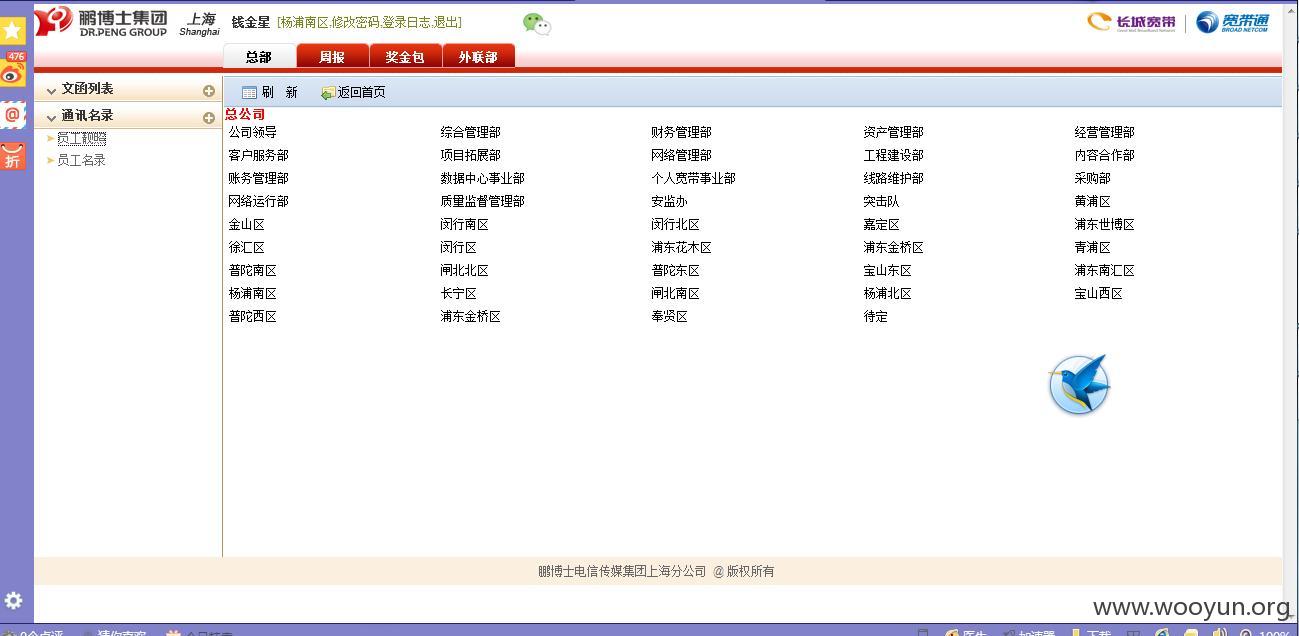 鹏博士集团
DR.PENG GROUP
上海
Shanghai
钱金星 [杨浦南区,修改密码,登录日志,退出]
长城宽带
宽带通
BROAD NETCOM
476
@
折
总部 周报 奖金包 外联部
文函列表
通讯名录
员工靓照
员工名录
刷 新 返回首页
总公司
公司领导 综合管理部 财务管理部 资产管理部 经营管理部
客户服务部 项目拓展部 网络管理部 工程建设部 内容合作部
账务管理部 数据中心事业部 个人宽带事业部 线路维护部 采购部
网络运行部 质量监督管理部 安监办 突击队 黄浦区
金山区 闵行南区 闵行北区 嘉定区 浦东世博区
徐汇区 闵行区 浦东花木区 浦东金桥区 青浦区
普陀南区 闸北北区 普陀东区 宝山东区 浦东南汇区
杨浦南区 长宁区 闸北南区 杨浦北区 宝山西区
普陀西区 浦东金桥区 奉贤区 待定
鹏博士电信传媒集团上海分公司 @ 版权所有
www.wooyun.org
0个点评 猜你喜欢 今日特卖 医生 加速器 下载 100%